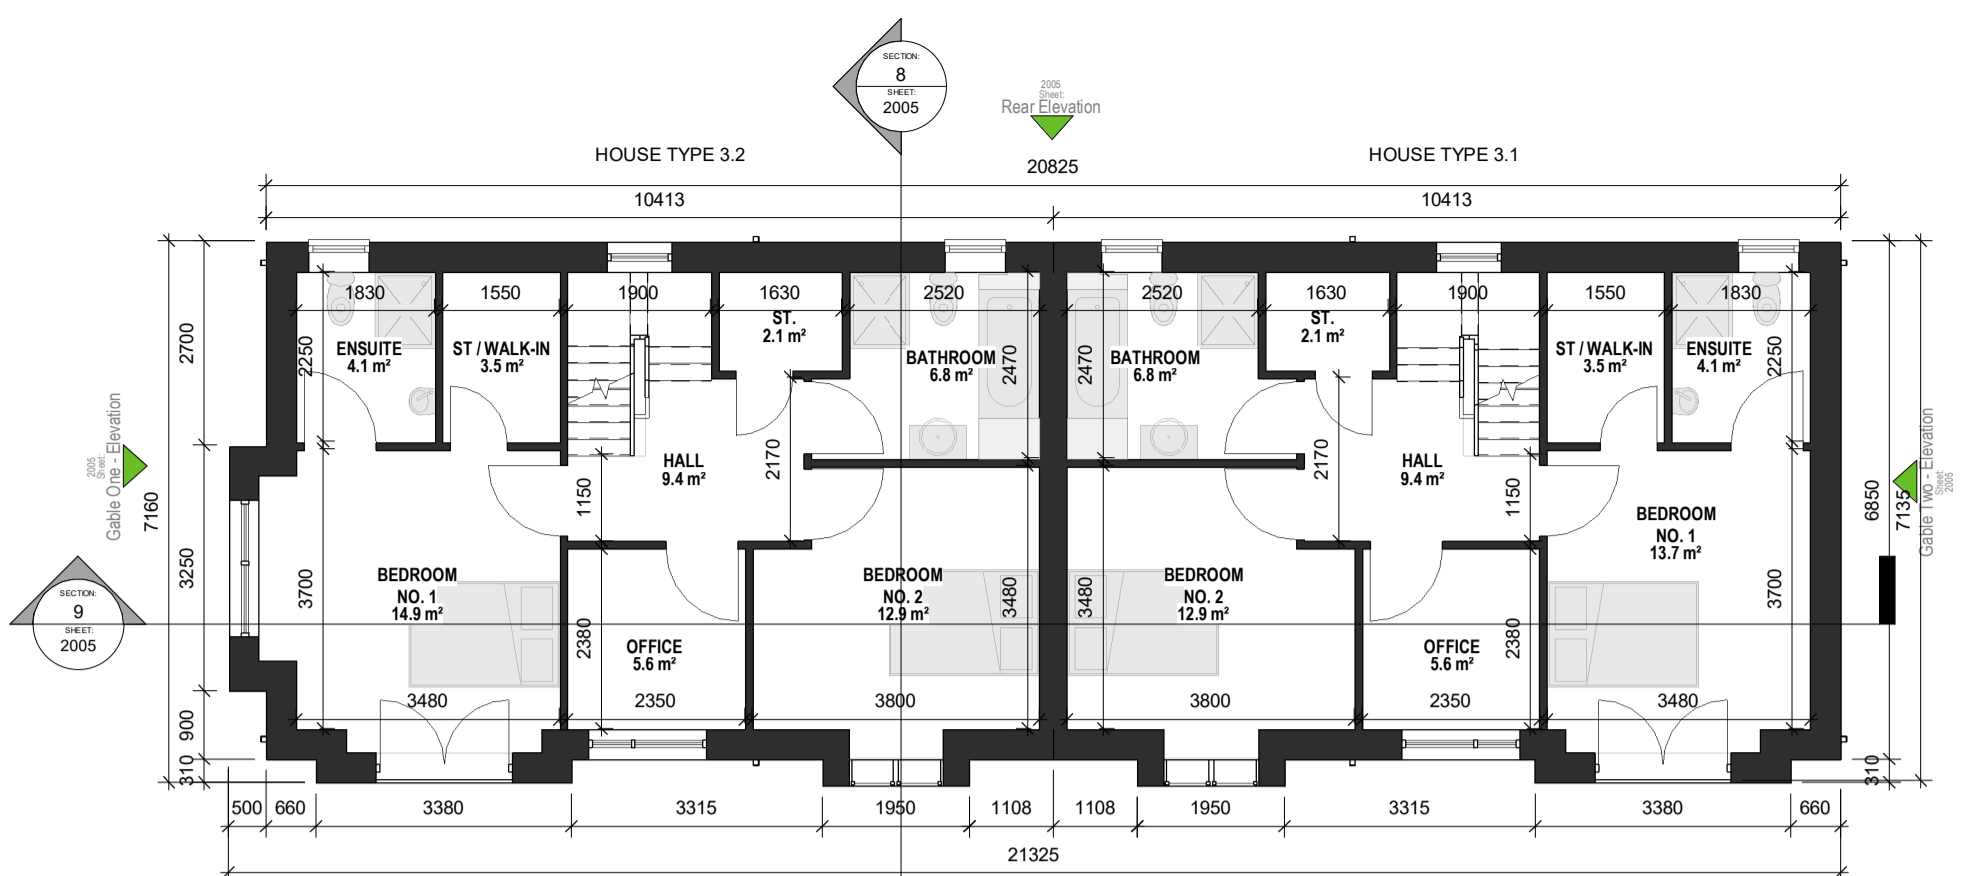 SECTION:
8
SHEET:
2005
2005
Sheet:
Rear Elevation
HOUSE TYPE 3.2
HOUSE TYPE 3.1
20825
10413
10413
1830
1550
1900
1630
2520
2520
1630
1900
1550
1830
2700
2250
ENSUITE
4.1 m²
ST / WALK-IN
3.5 m²
ST.
2.1 m²
BATHROOM
6.8 m²
2470
2470
BATHROOM
6.8 m²
ST.
2.1 m²
ST / WALK-IN
3.5 m²
ENSUITE
4.1 m²
2250
2005
Sheet:
Gable One - Elevation
7160
HALL
9.4 m²
2170
1150
2170
HALL
9.4 m²
1150
6850
7135
Gable Two - Elevation
Sheet:
2005
3250
3700
BEDROOM
NO. 1
14.9 m²
BEDROOM
NO. 2
12.9 m²
3480
3480
BEDROOM
NO. 2
12.9 m²
BEDROOM
NO. 1
13.7 m²
3700
SECTION:
9
SHEET:
2005
2380
OFFICE
5.6 m²
OFFICE
5.6 m²
2380
3480
2350
3800
3800
2350
3480
900
310
310
500
660
3380
3315
1950
1108
1108
1950
3315
3380
660
21325